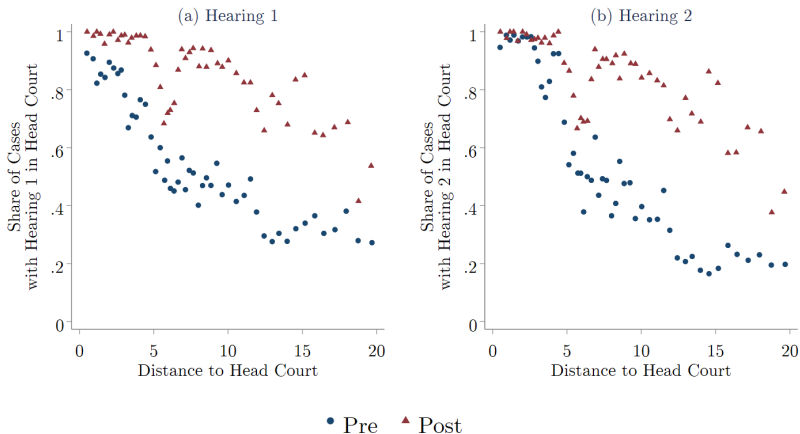 (a) Hearing 1
Share of Cases
with Hearing 1 in Head Court
1
.8
.6
.4
.2
0
0 5 10 15 20
Distance to Head Court
(b) Hearing 2
Share of Cases
with Hearing 2 in Head Court
1
.8
.6
.4
.2
0
0 5 10 15 20
Distance to Head Court
Pre Post